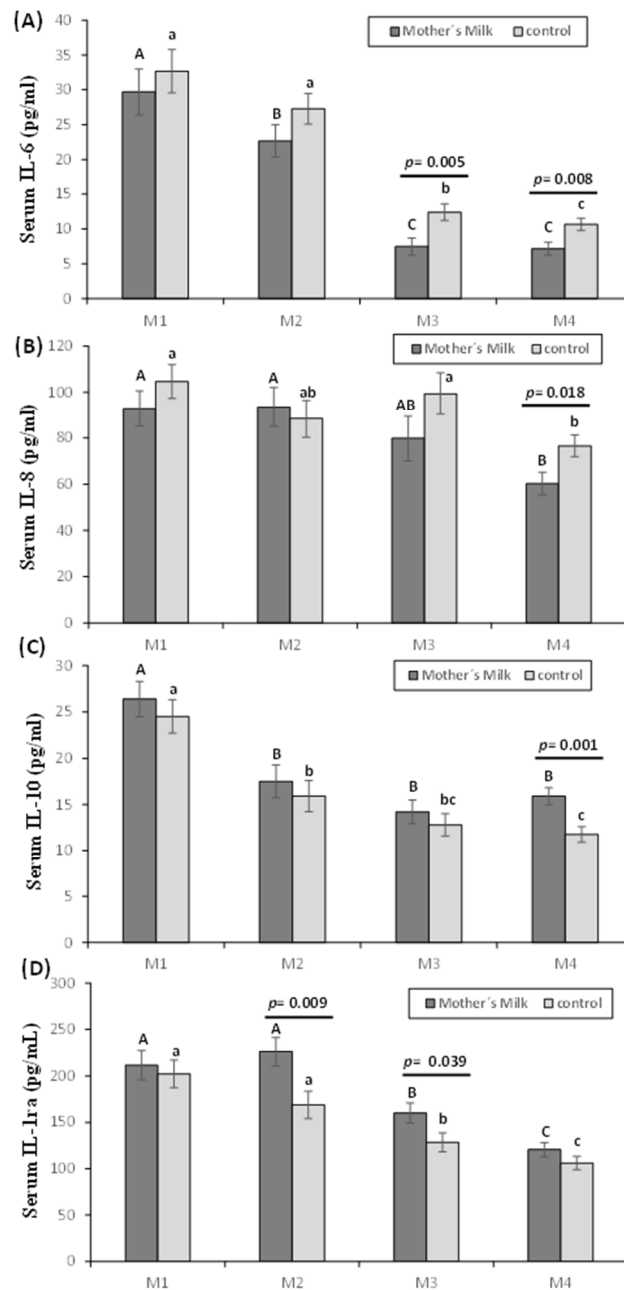 (A)
Mother´s Milk control
Serum IL-6 (pg/ml)
40
35
30
25
20
15
10
5
0
A a
B a
p= 0.005
C b
p= 0.008
C c
M1 M2 M3 M4
(B)
Mother´s Milk control
Serum IL-8 (pg/ml)
120
100
80
60
40
20
0
A a
A ab
AB a
p= 0.018
B b
M1 M2 M3 M4
(C)
Mother´s Milk control
Serum IL-10 (pg/ml)
30
25
20
15
10
5
0
A a
B b
B bc
p= 0.001
B c
M1 M2 M3 M4
(D)
Mother´s Milk control
Serum IL-1ra (pg/mL)
300
250
200
150
100
50
0
A a
p= 0.009
A a
p= 0.039
B b
C c
M1 M2 M3 M4